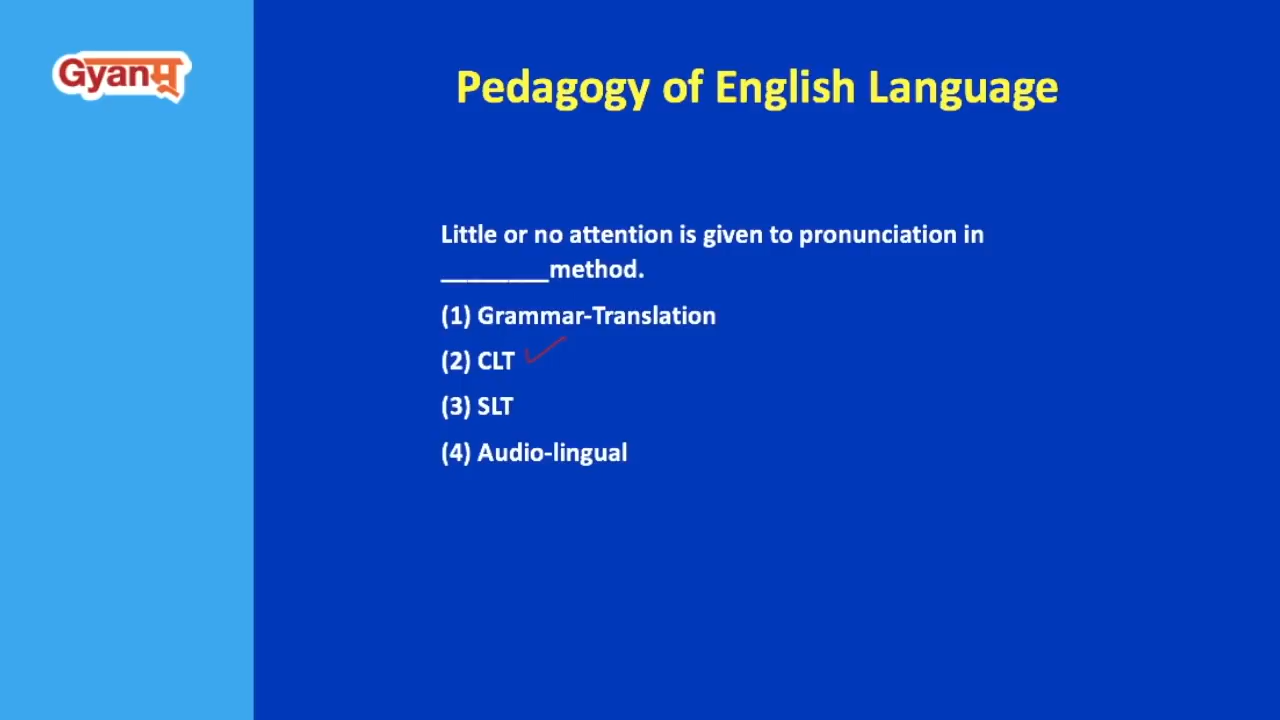 Gyanसूत्र
Pedagogy of English Language
Little or no attention is given to pronunciation in
________method.
(1) Grammar-Translation
(2) CLT
(3) SLT
(4) Audio-lingual